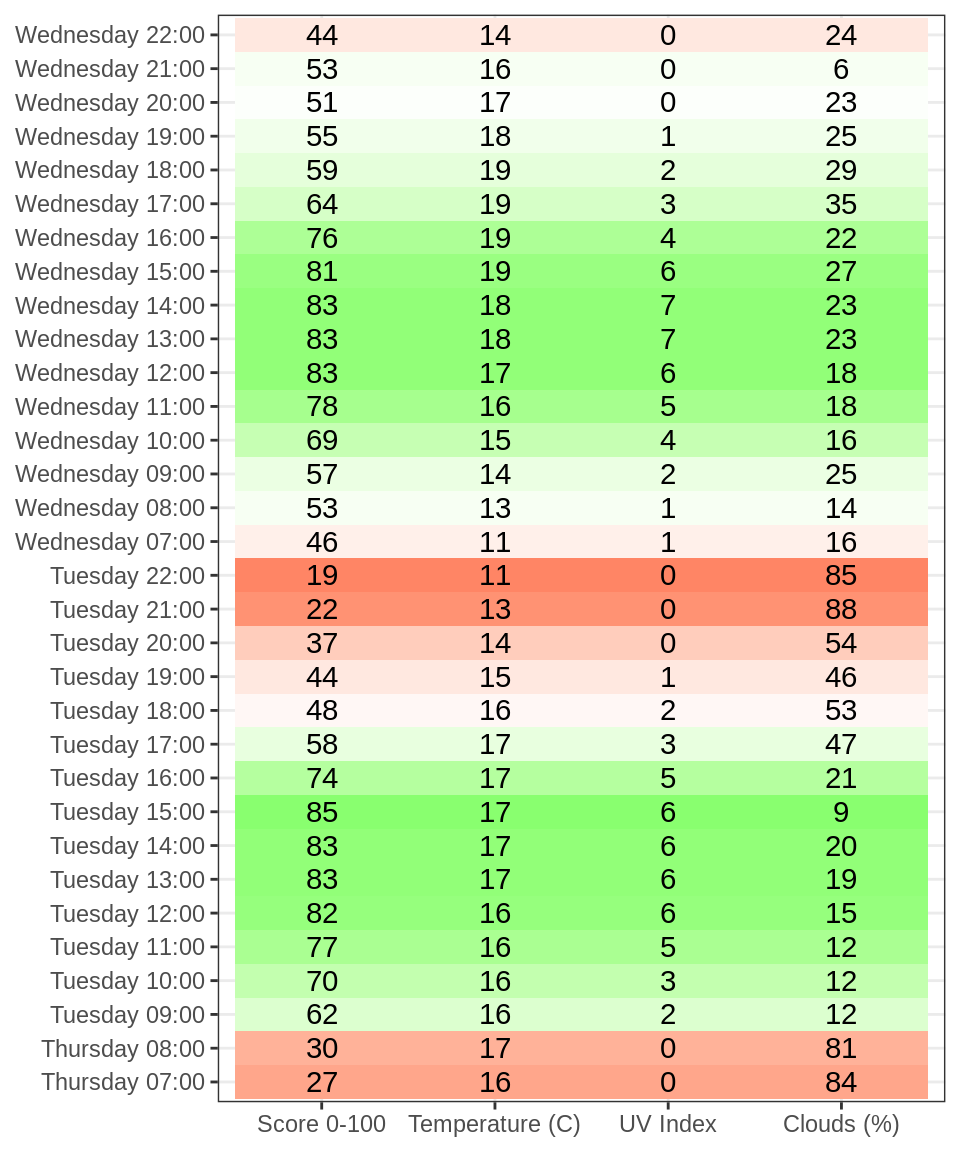 Wednesday 22:00 44 14 0 24
Wednesday 21:00 53 16 0 6
Wednesday 20:00 51 17 0 23
Wednesday 19:00 55 18 1 25
Wednesday 18:00 59 19 2 29
Wednesday 17:00 64 19 3 35
Wednesday 16:00 76 19 4 22
Wednesday 15:00 81 19 6 27
Wednesday 14:00 83 18 7 23
Wednesday 13:00 83 18 7 23
Wednesday 12:00 83 17 6 18
Wednesday 11:00 78 16 5 18
Wednesday 10:00 69 15 4 16
Wednesday 09:00 57 14 2 25
Wednesday 08:00 53 13 1 14
Wednesday 07:00 46 11 1 16
Tuesday 22:00 19 11 0 85
Tuesday 21:00 22 13 0 88
Tuesday 20:00 37 14 0 54
Tuesday 19:00 44 15 1 46
Tuesday 18:00 48 16 2 53
Tuesday 17:00 58 17 3 47
Tuesday 16:00 74 17 5 21
Tuesday 15:00 85 17 6 9
Tuesday 14:00 83 17 6 20
Tuesday 13:00 83 17 6 19
Tuesday 12:00 82 16 6 15
Tuesday 11:00 77 16 5 12
Tuesday 10:00 70 16 3 12
Tuesday 09:00 62 16 2 12
Thursday 08:00 30 17 0 81
Thursday 07:00 27 16 0 84
Score 0-100 Temperature (C) UV Index Clouds (%)